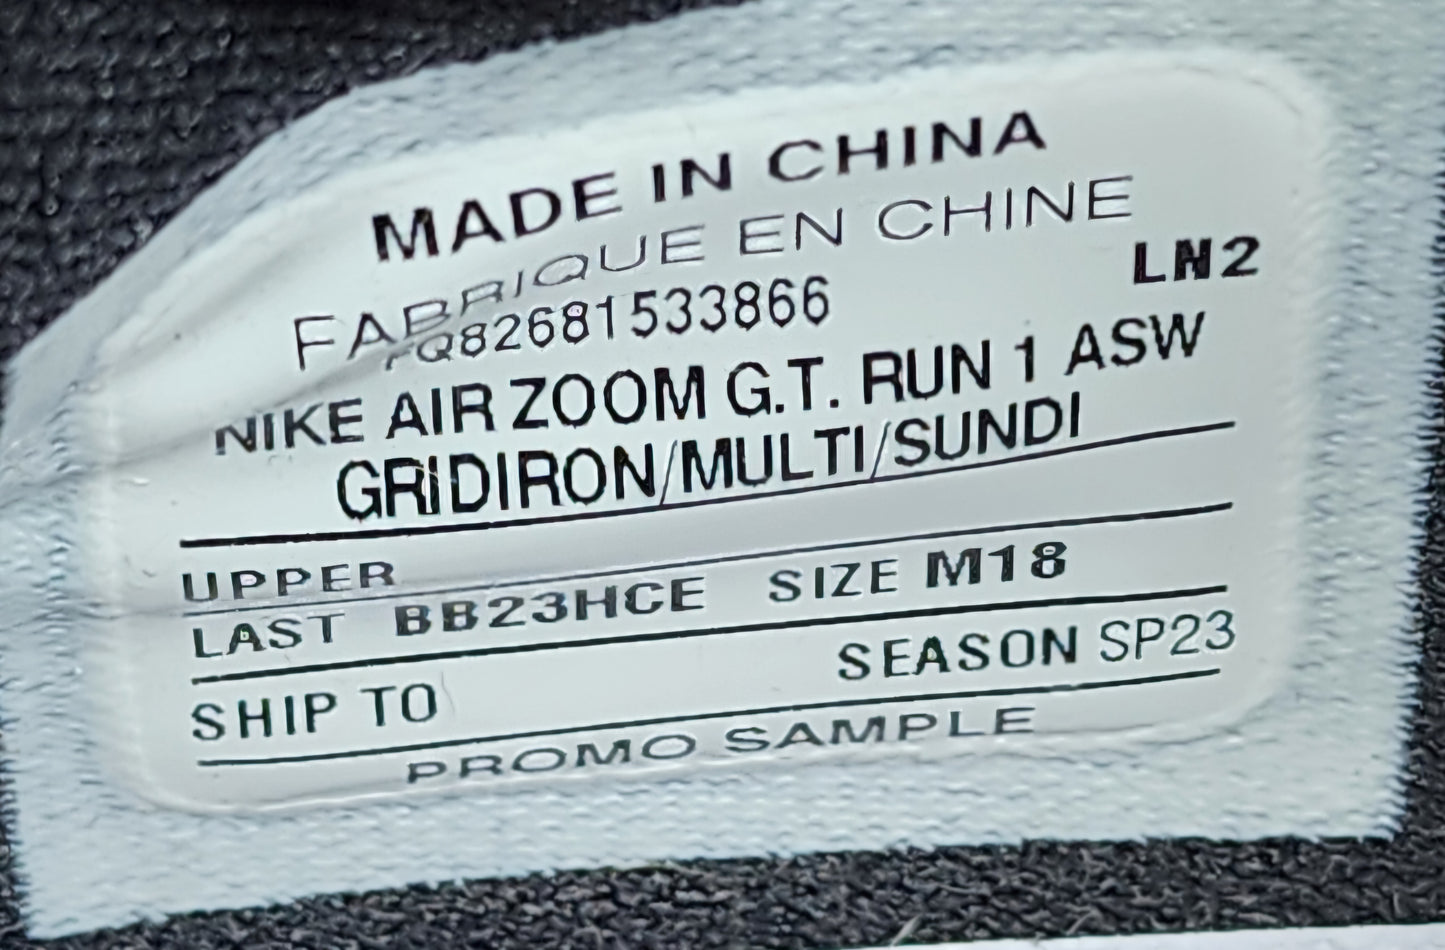 MADE IN CHINA
FABRIQUE EN CHINE
LN2
FQ82681533866
NIKE AIR ZOOM G.T. RUN 1 ASW
GRIDIRON/MULTI/SUNDI
UPPER
LAST BB23HCE SIZE M18
SHIP TO SEASON SP23
PROMO SAMPLE